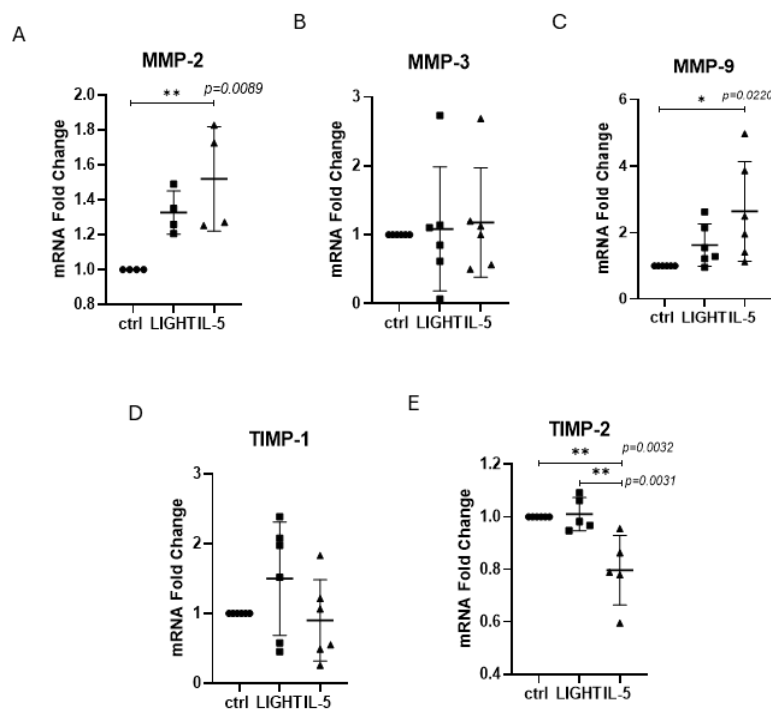 A
MMP-2
** p=0.0089
mRNA Fold Change
2.0
1.8
1.6
1.4
1.2
1.0
0.8
ctrl LIGHTIL-5
B
MMP-3
mRNA Fold Change
3
2
1
0
ctrl LIGHTIL-5
C
MMP-9
* p=0.0220
mRNA Fold Change
6
4
2
0
ctrl LIGHTIL-5
D
TIMP-1
mRNA Fold Change
3
2
1
0
ctrl LIGHTIL-5
E
TIMP-2
** p=0.0032
** p=0.0031
mRNA Fold Change
1.2
1.0
0.8
0.6
0.4
ctrl LIGHTIL-5